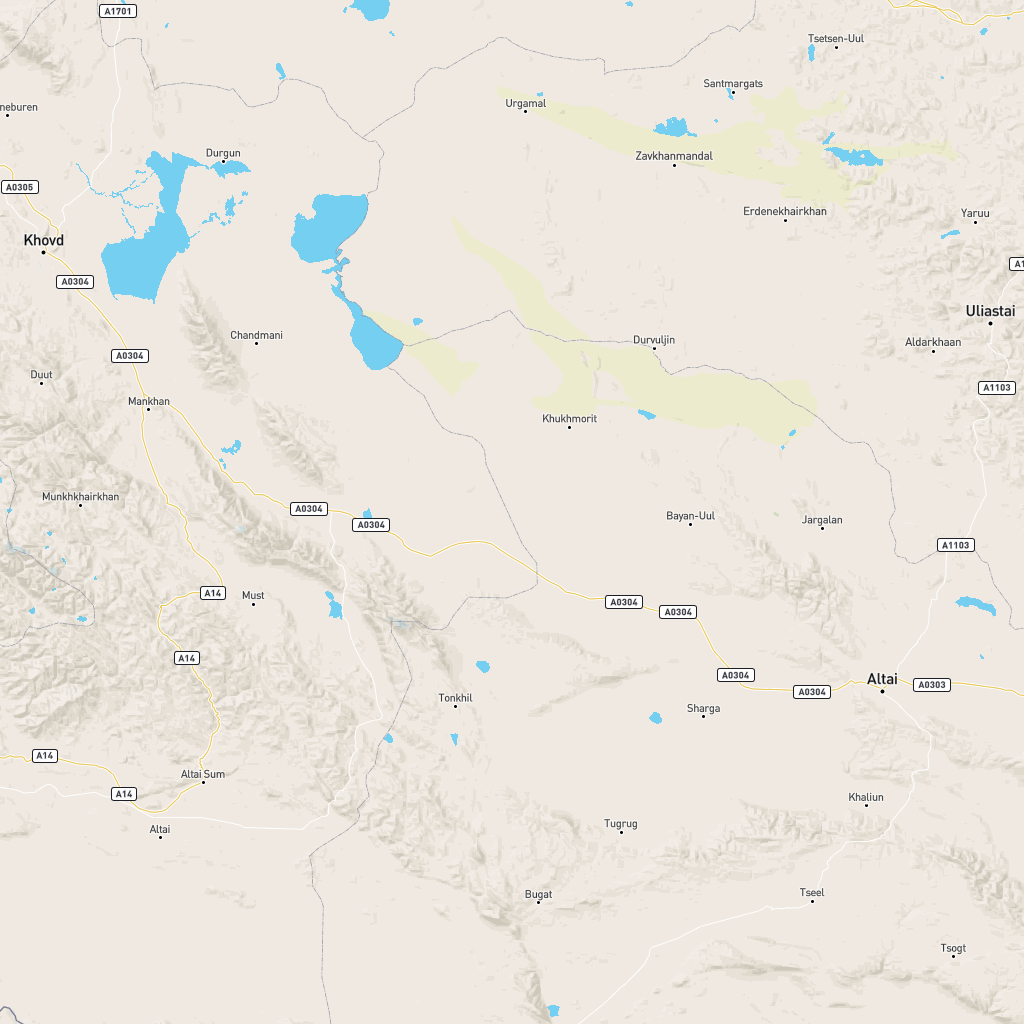 A1701
Tsetsen-Uul
Santmargats
Urgamal
neburen
Durgun
Zavkhanmandal
A0305
Erdenekhairkhan
Yaruu
Khovd
A1
A0304
Uliastai
Chandmani
Durvuljin
Aldarkhaan
A0304
Duut
A1103
Mankhan
Khukhmorit
Munkhkhairkhan
A0304
A0304
Bayan-Uul
Jargalan
A1103
A14
Must
A0304
A0304
A14
A0304
Altai
A0303
A0304
Tonkhil
Sharga
A14
Altai Sum
A14
Khaliun
Altai
Tugrug
Bugat
Tseel
Tsogt